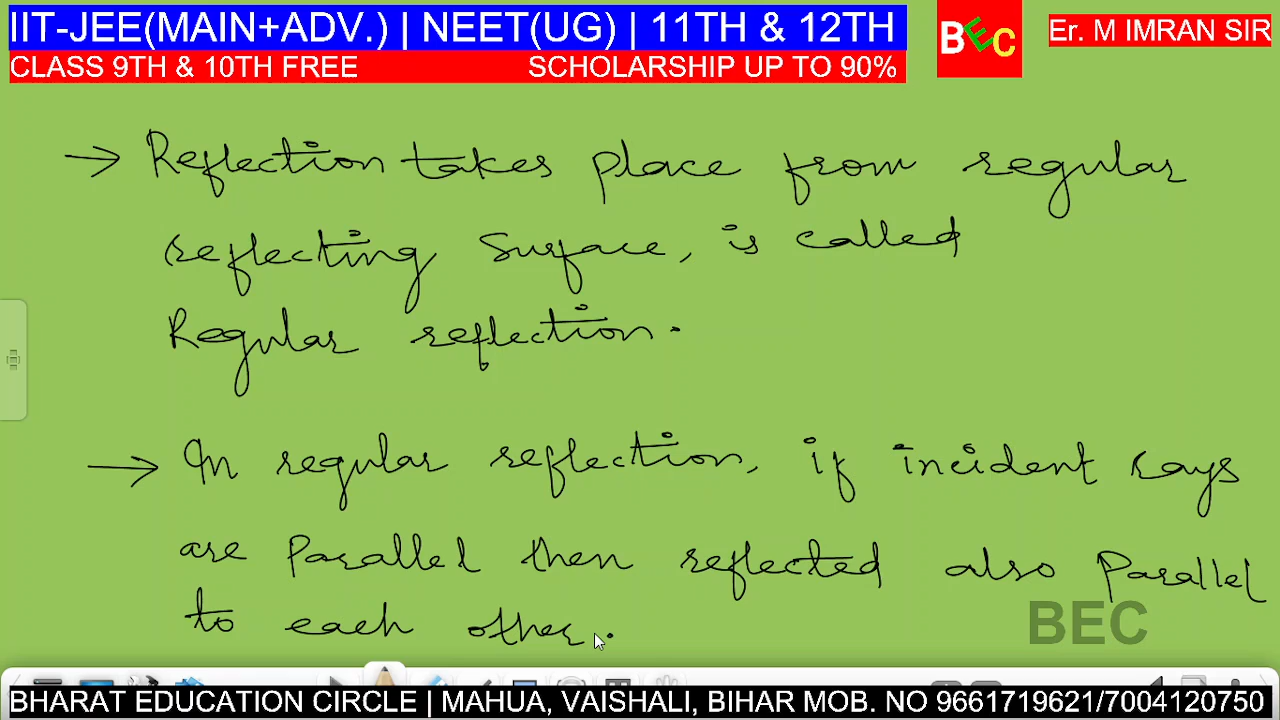 IIT-JEE(MAIN+ADV.) | NEET(UG) | 11TH & 12TH
CLASS 9TH & 10TH FREE SCHOLARSHIP UP TO 90%
BEC
Er. M IMRAN SIR
→ Reflection takes place from regular
reflecting surface, is called
Regular reflection.
→ In regular reflection, if incident rays
are Parallel then reflected also Parallel
to each other.
BEC
BHARAT EDUCATION CIRCLE | MAHUA, VAISHALI, BIHAR MOB. NO 9661719621/7004120750